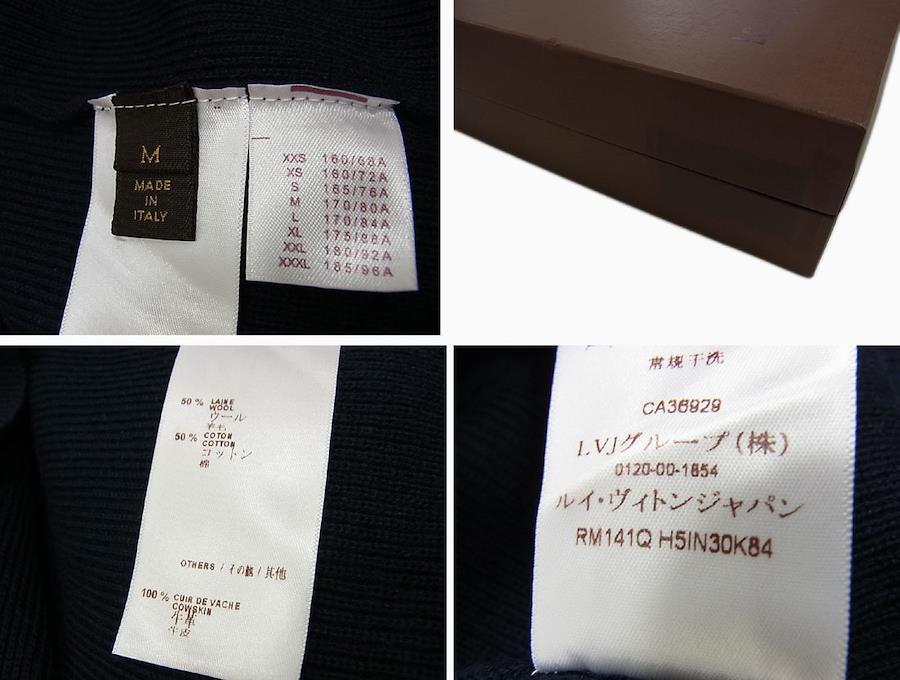 M
MADE
IN
ITALY
XXS 160/68A
XS 160/72A
S 165/76A
M 170/80A
L 170/84A
XL 175/88A
XXL 180/92A
XXXL 185/96A
50 % LAINE
WOOL
ウール
羊毛
50 % COTON
COTTON
コットン
棉
OTHERS / その他 / 其他
100 % CUIR DE VACHE
COWSKIN
牛革
牛皮
常规干洗
CA36929
LVJグループ(株)
0120-00-1854
ルイ・ヴィトンジャパン
RM141Q H5IN30K84